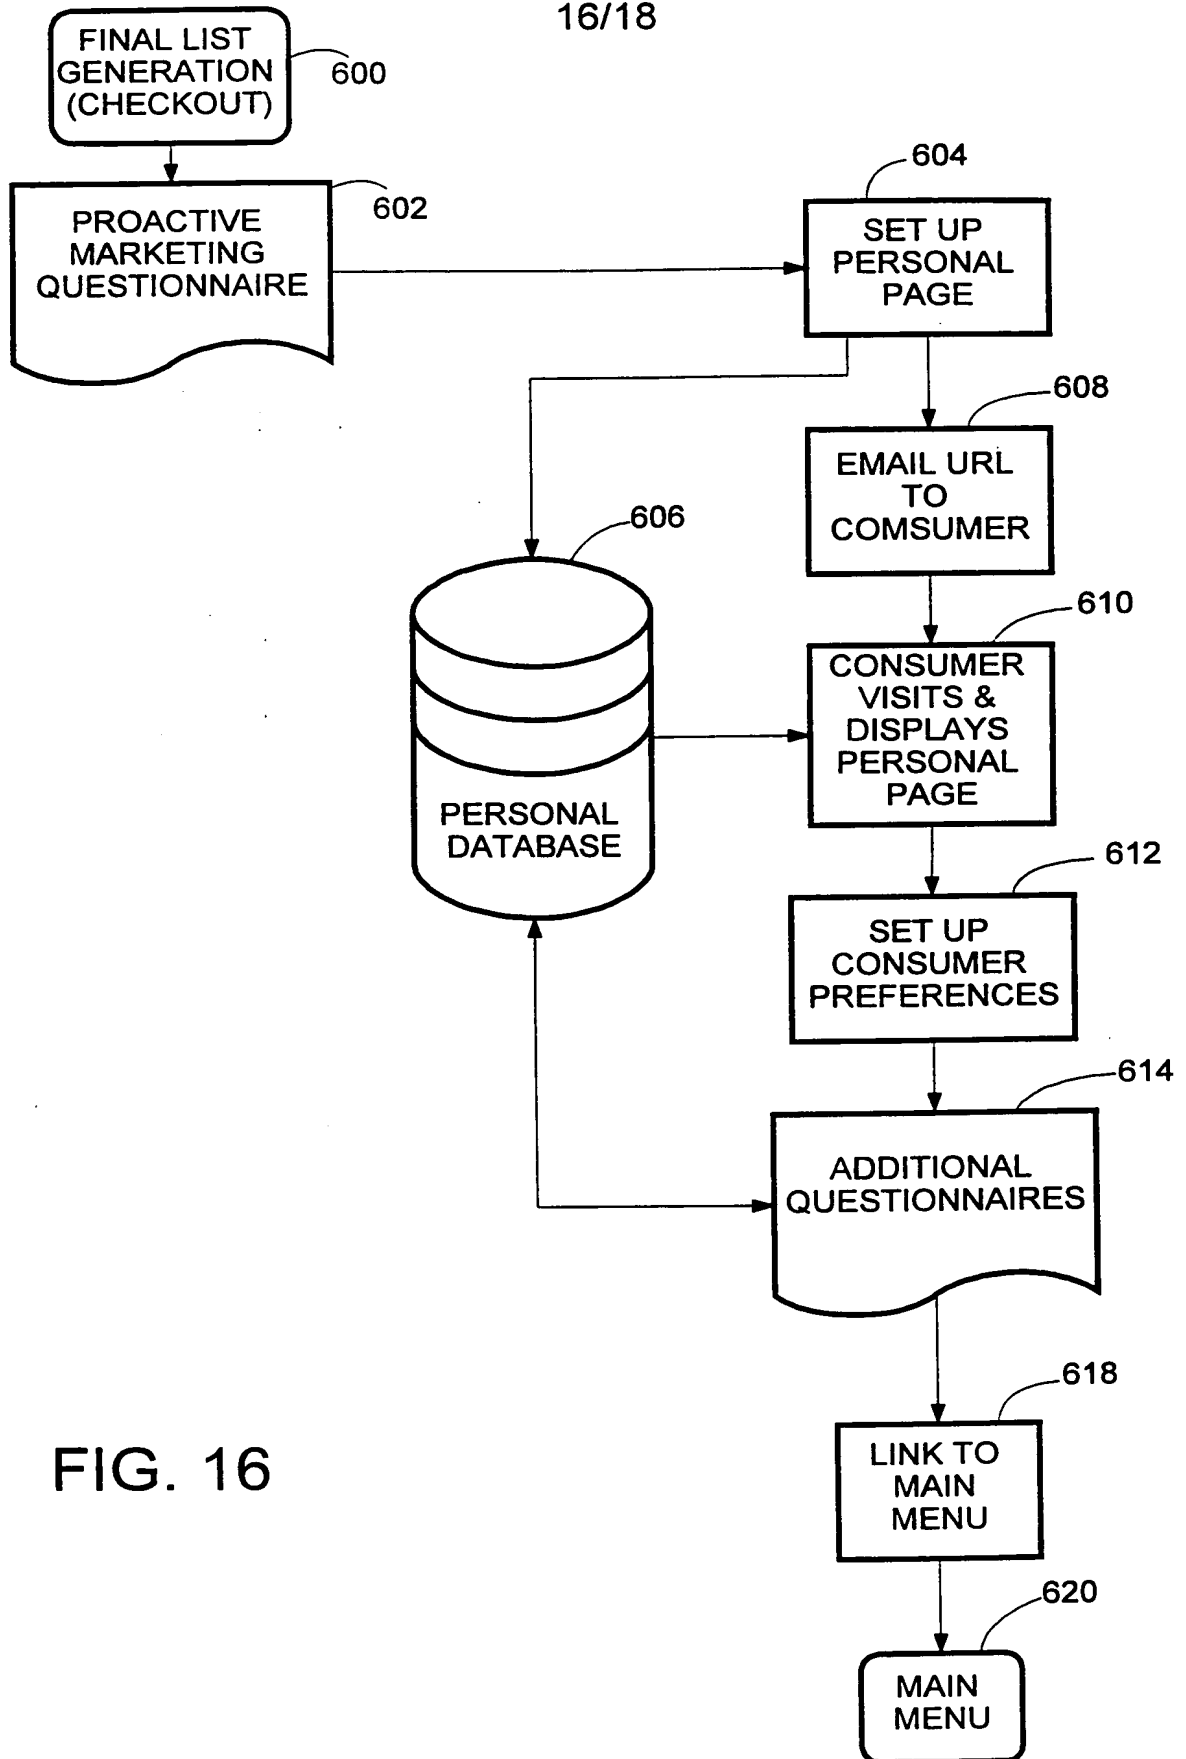 16/18
FINAL LIST
GENERATION
(CHECKOUT)
600
PROACTIVE
MARKETING
QUESTIONNAIRE
602
604
SET UP
PERSONAL
PAGE
608
EMAIL URL
TO
COMSUMER
606
PERSONAL
DATABASE
610
CONSUMER
VISITS &
DISPLAYS
PERSONAL
PAGE
612
SET UP
CONSUMER
PREFERENCES
614
ADDITIONAL
QUESTIONNAIRES
618
LINK TO
MAIN
MENU
620
MAIN
MENU
FIG. 16